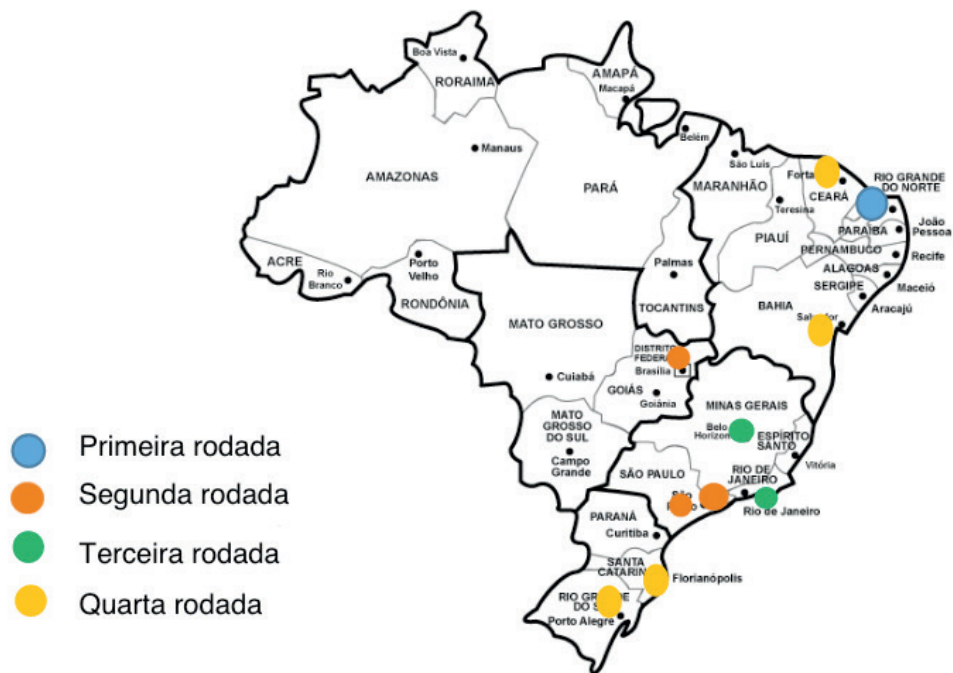 Boa Vista
RORAIMA
AMAPÁ
Macapá
Belém
Manaus
AMAZONAS
PARÁ
São Luis
MARANHÃO
Teresina
Forta
CEARÁ
RIO GRANDE
DO NORTE
PIAUÍ
PARAÍBA
João
Pessoa
PERNAMBUCO
Recife
ALAGOAS
Maceió
SERGIPE
Aracajú
ACRE
Rio
Branco
Porto
Velho
RONDÔNIA
Palmas
TOCANTINS
BAHIA
Salvador
MATO GROSSO
Cuiabá
DISTRITO
FEDERA
Brasília
GOIÁS
Goiânia
MINAS GERAIS
Belo
Horizon
ESPÍRITO
SANTO
Vitória
MATO
GROSSO
DO SUL
Campo
Grande
SÃO PAULO
São
RIO DE
JANEIRO
Rio de Janeiro
PARANÁ
Curitiba
SANTA
CATARIN
Florianópolis
RIO GRANDE
DO S
Porto Alegre
Primeira rodada
Segunda rodada
Terceira rodada
Quarta rodada